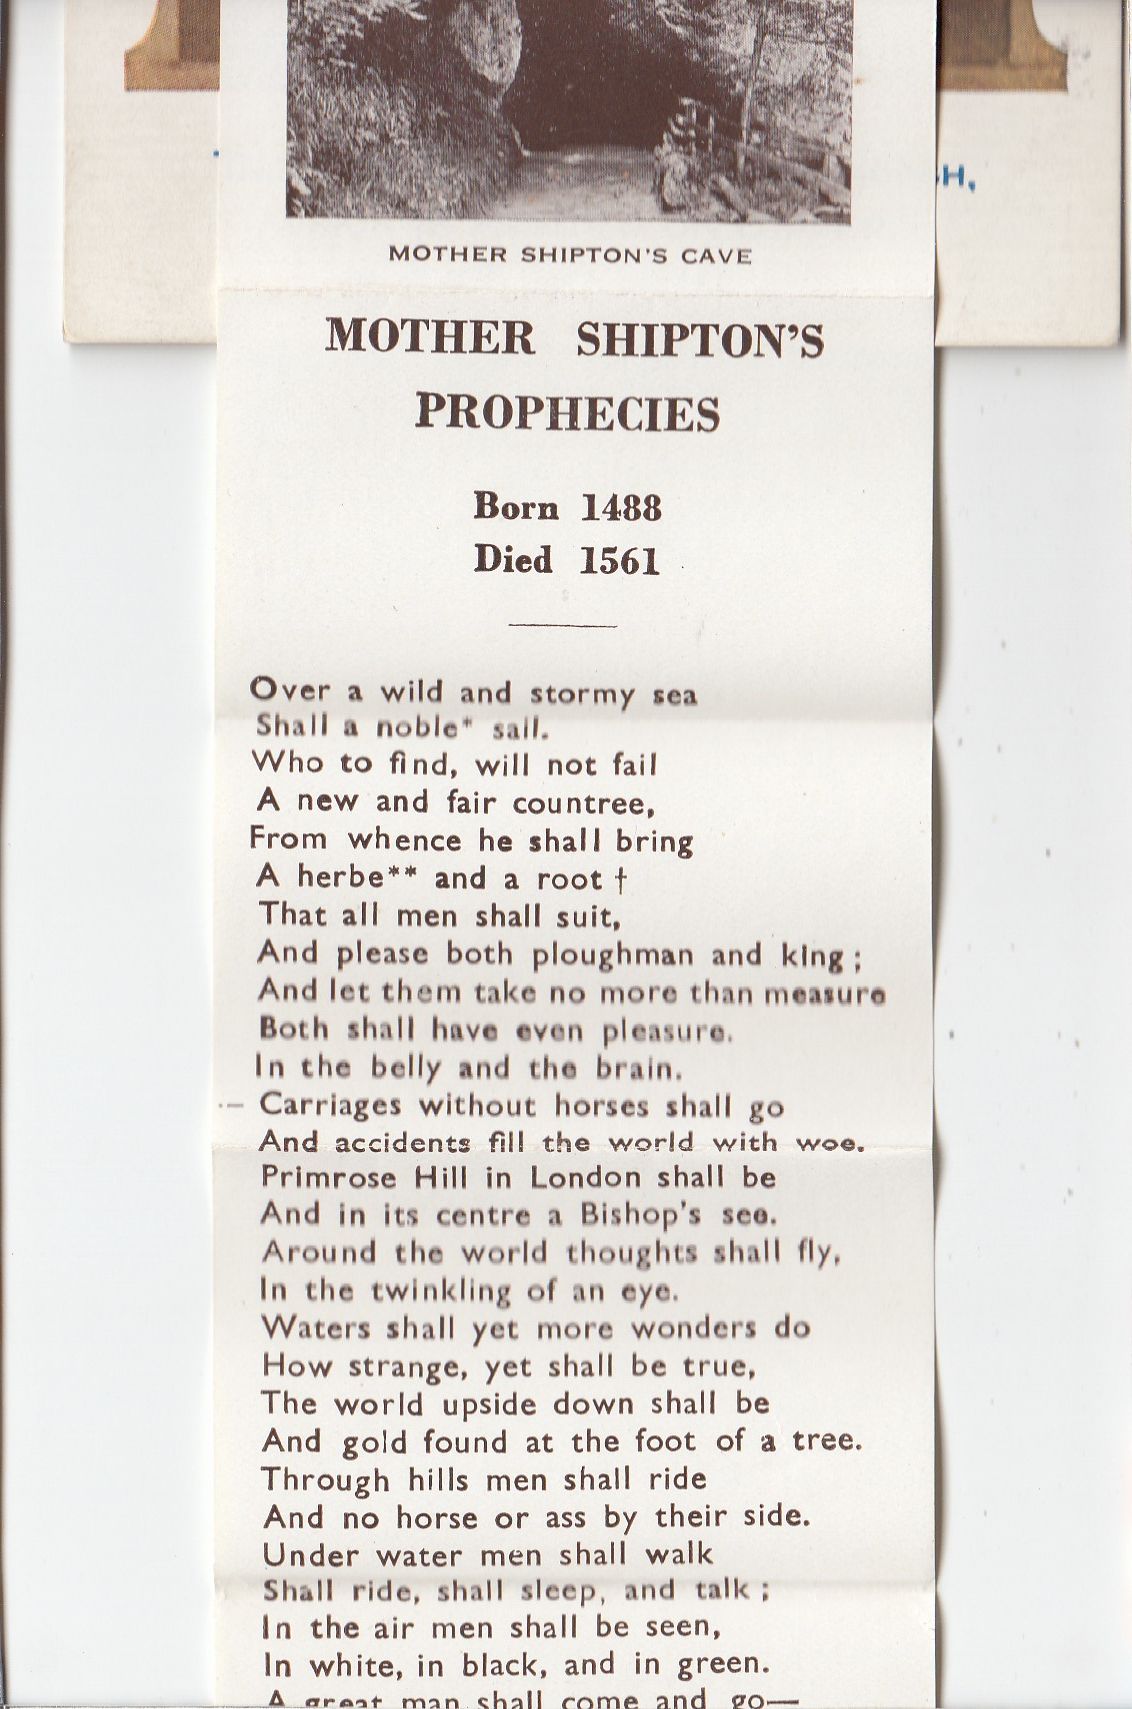 H,
MOTHER SHIPTON'S CAVE
MOTHER SHIPTON'S
PROPHECIES
Born 1488
Died 1561
Over a wild and stormy sea
Shall a noble* sail.
Who to find, will not fail
A new and fair countree,
From whence he shall bring
A herbe** and a root †
That all men shall suit,
And please both ploughman and king ;
And let them take no more than measure
Both shall have even pleasure.
In the belly and the brain.
Carriages without horses shall go
And accidents fill the world with woe.
Primrose Hill in London shall be
And in its centre a Bishop's see.
Around the world thoughts shall fly,
In the twinkling of an eye.
Waters shall yet more wonders do
How strange, yet shall be true,
The world upside down shall be
And gold found at the foot of a tree.
Through hills men shall ride
And no horse or ass by their side.
Under water men shall walk
Shall ride, shall sleep, and talk ;
In the air men shall be seen,
In white, in black, and in green.
A great man shall come and go—